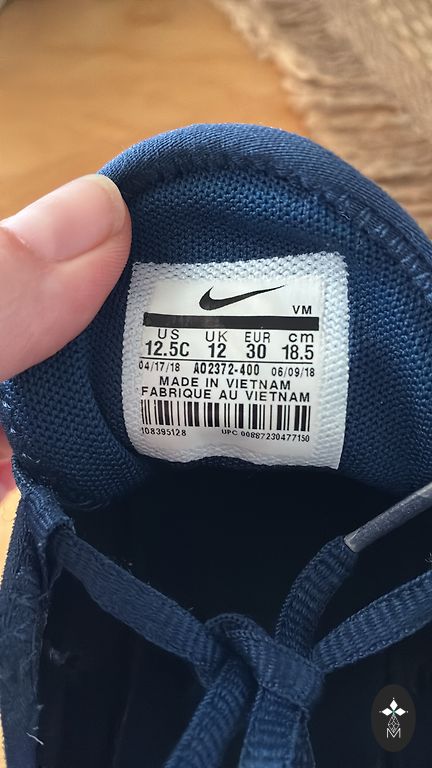 VM
US UK EUR cm
12.5C 12 30 18.5
04/17/18 AO2372-400 06/09/18
MADE IN VIETNAM
FABRIQUE AU VIETNAM
108395128 UPC 00887230477150
M